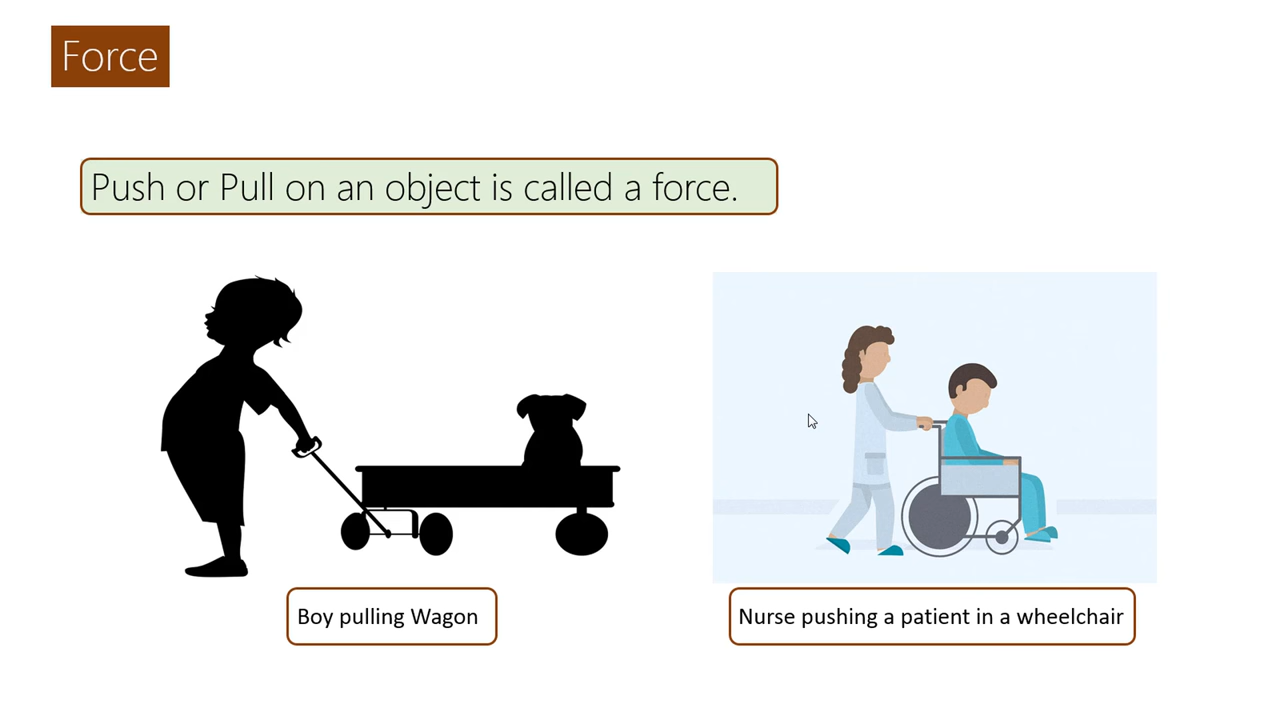 Force
Push or Pull on an object is called a force.
Boy pulling Wagon
Nurse pushing a patient in a wheelchair